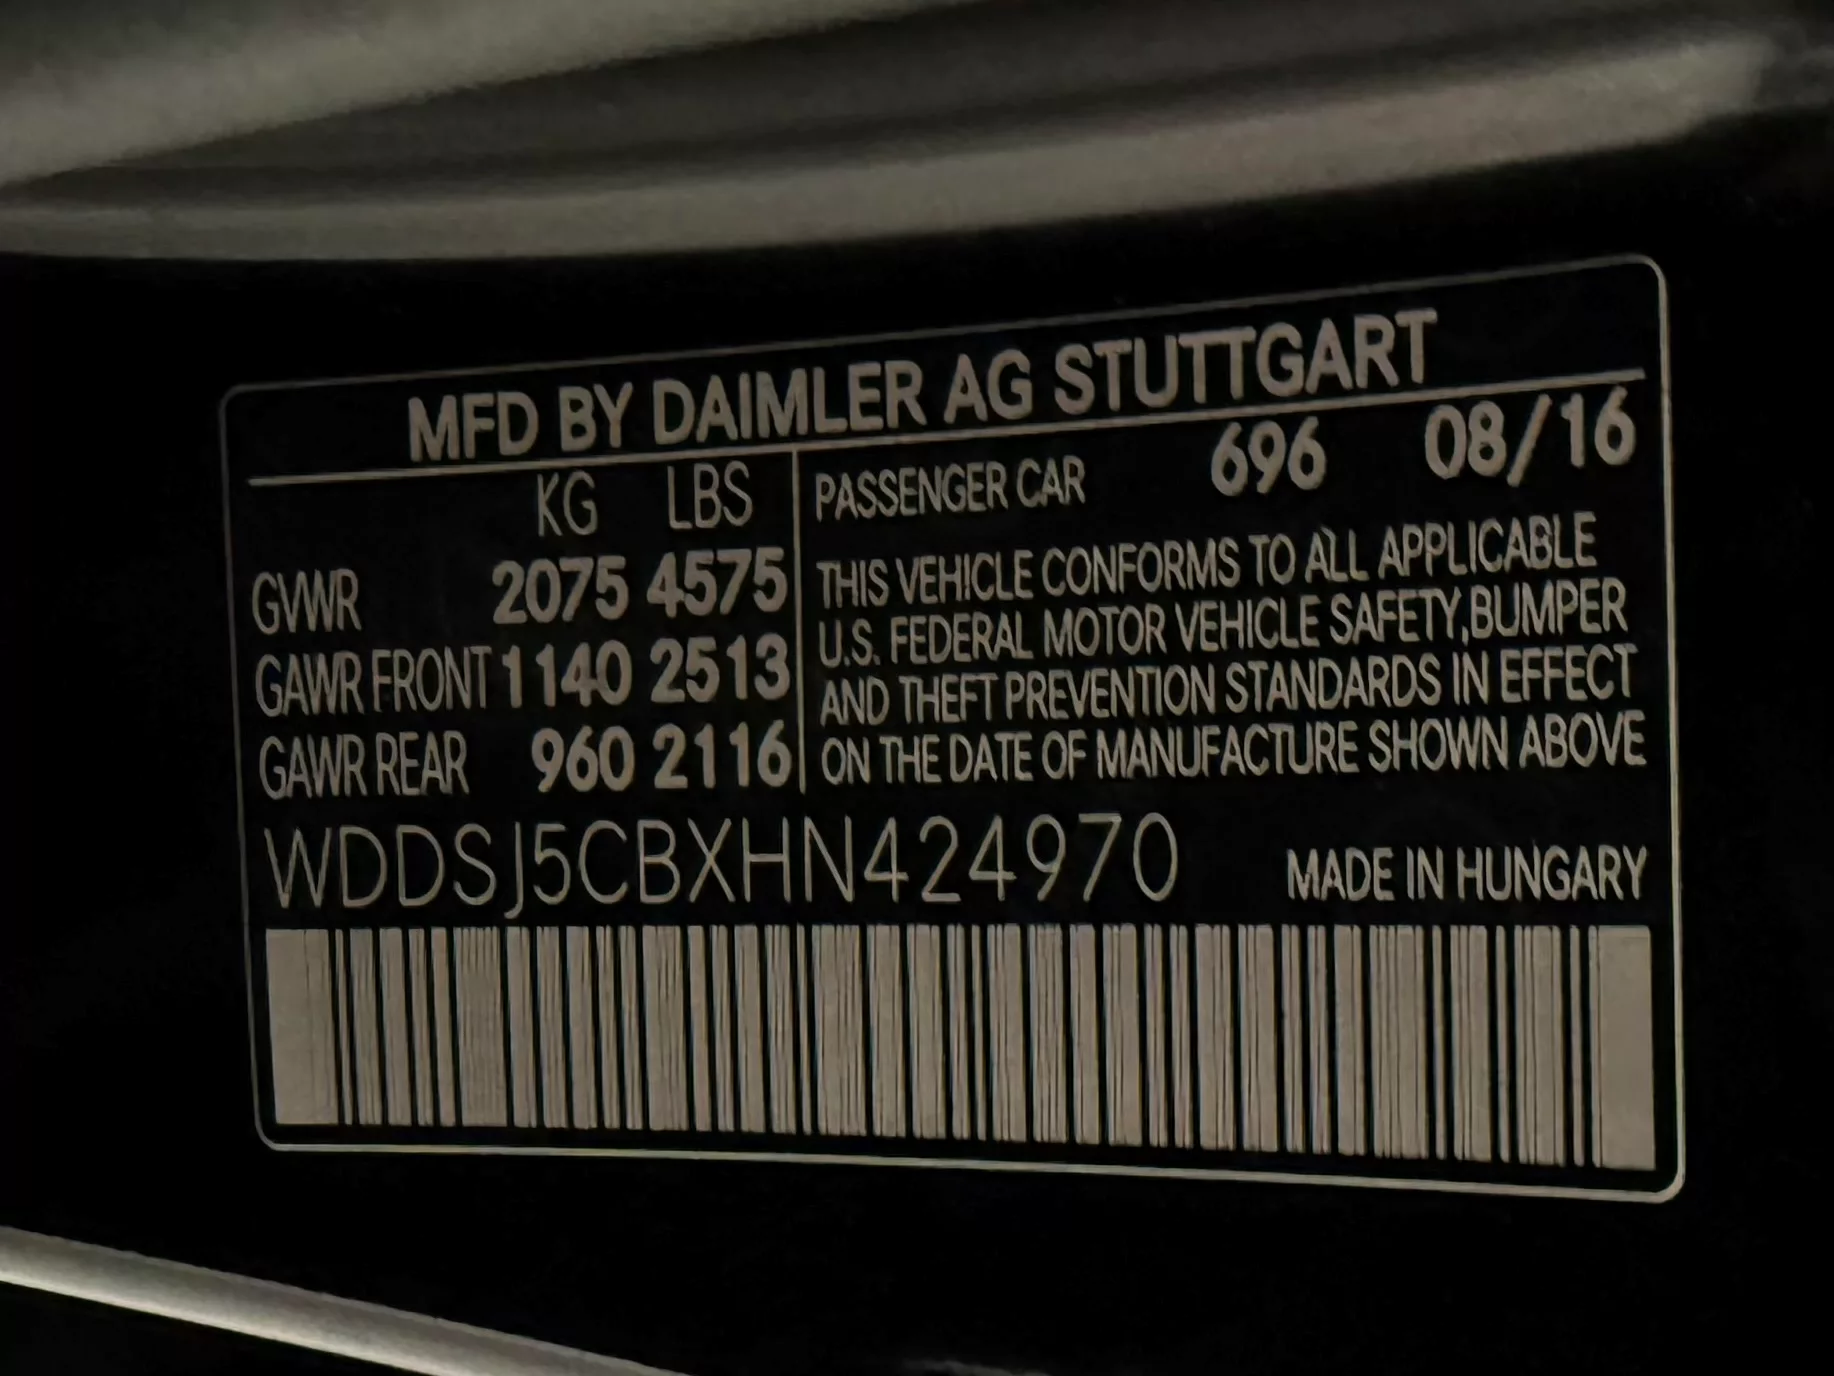 MFD BY DAIMLER AG STUTTGART
KG LBS
GVWR 2075 4575
GAWR FRONT 1140 2513
GAWR REAR 960 2116
PASSENGER CAR 696 08/16
THIS VEHICLE CONFORMS TO ALL APPLICABLE
U.S. FEDERAL MOTOR VEHICLE SAFETY,BUMPER
AND THEFT PREVENTION STANDARDS IN EFFECT
ON THE DATE OF MANUFACTURE SHOWN ABOVE
WDDSJ5CBXHN424970
MADE IN HUNGARY